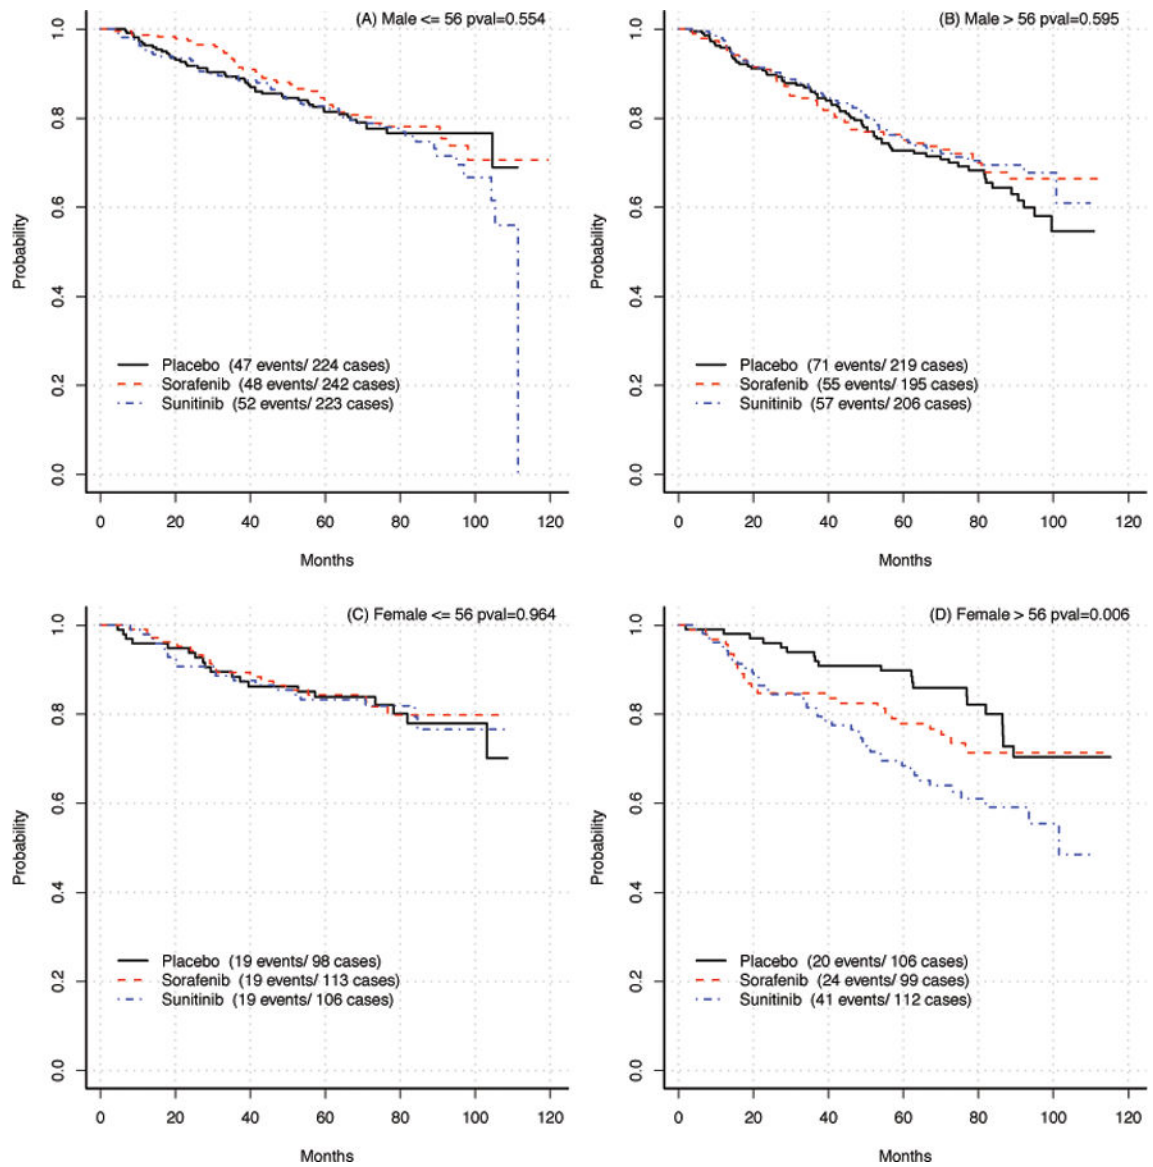 (A) Male <= 56 pval=0.554
1.0
0.8
0.6
0.4
0.2
0.0
Probability
Placebo (47 events/ 224 cases)
Sorafenib (48 events/ 242 cases)
Sunitinib (52 events/ 223 cases)
0 20 40 60 80 100 120
Months
(B) Male > 56 pval=0.595
1.0
0.8
0.6
0.4
0.2
0.0
Probability
Placebo (71 events/ 219 cases)
Sorafenib (55 events/ 195 cases)
Sunitinib (57 events/ 206 cases)
0 20 40 60 80 100 120
Months
(C) Female <= 56 pval=0.964
1.0
0.8
0.6
0.4
0.2
0.0
Probability
Placebo (19 events/ 98 cases)
Sorafenib (19 events/ 113 cases)
Sunitinib (19 events/ 106 cases)
0 20 40 60 80 100 120
Months
(D) Female > 56 pval=0.006
1.0
0.8
0.6
0.4
0.2
0.0
Probability
Placebo (20 events/ 106 cases)
Sorafenib (24 events/ 99 cases)
Sunitinib (41 events/ 112 cases)
0 20 40 60 80 100 120
Months